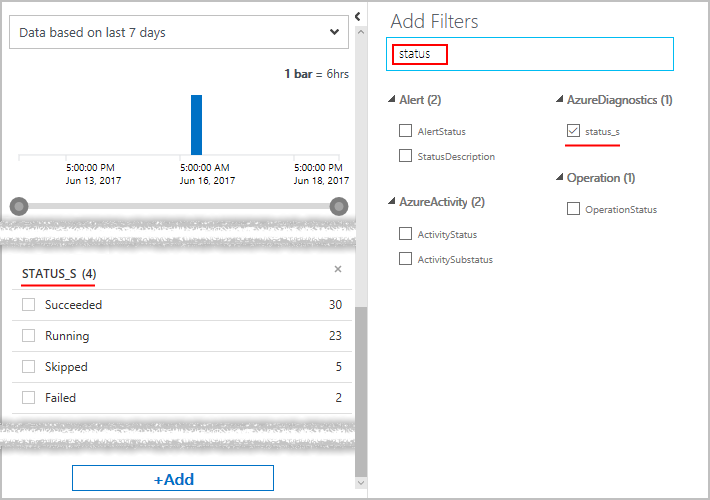 Data based on last 7 days
1 bar = 6hrs
5:00:00 PM
Jun 13, 2017
5:00:00 AM
Jun 16, 2017
5:00:00 PM
Jun 18, 2017
STATUS_S (4)
Succeeded 30
Running 23
Skipped 5
Failed 2
+Add
Add Filters
status
Alert (2)
AlertStatus
StatusDescription
AzureActivity (2)
ActivityStatus
ActivitySubstatus
AzureDiagnostics (1)
status_s
Operation (1)
OperationStatus